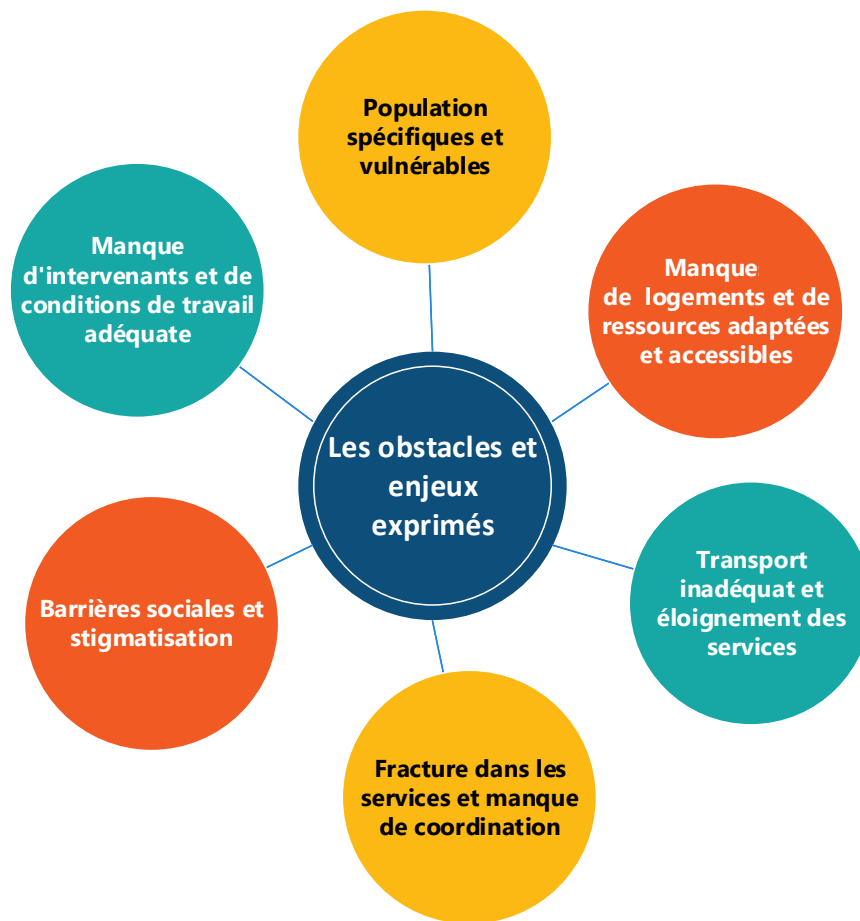 Population
spécifiques et
vulnérables
Manque
de logements et de
ressources adaptées
et accessibles
Transport
inadéquat et
éloignement des
services
Fracture dans les
services et manque
de coordination
Barrières sociales et
stigmatisation
Manque
d'intervenants et de
conditions de travail
adéquate
Les obstacles et
enjeux
exprimés